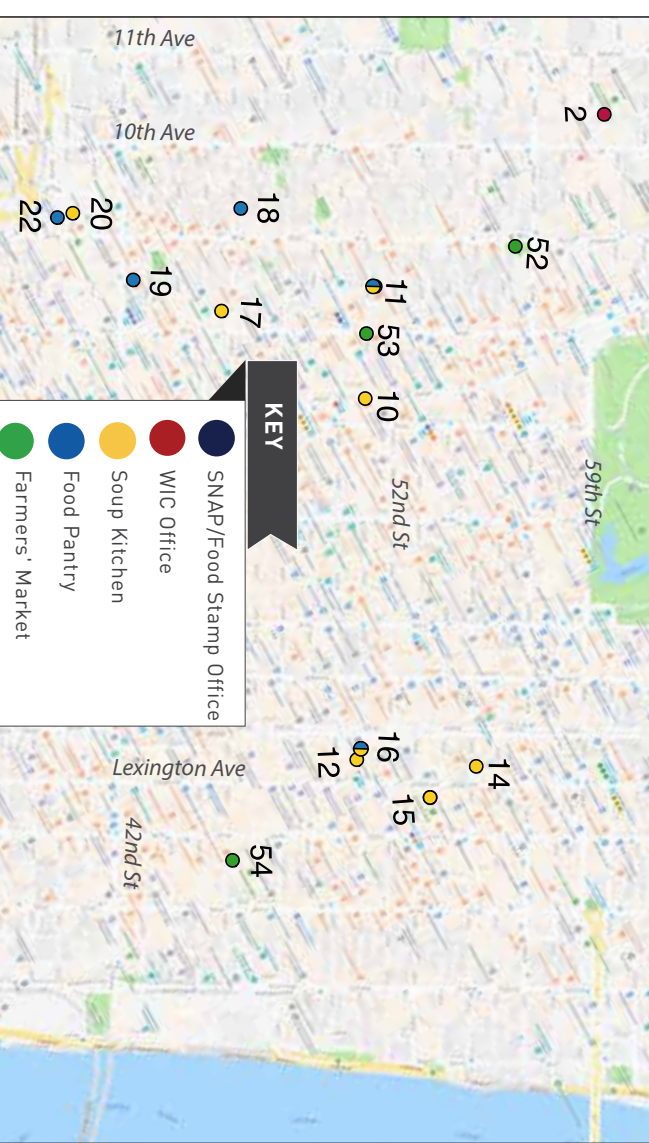 11th Ave
10th Ave
2
18
20
22
52
19
11
17
53
10
KEY
SNAP/Food Stamp Office
WIC Office
Soup Kitchen
Food Pantry
Farmers' Market
52nd St
59th St
16
12
14
Lexington Ave
15
42nd St
54